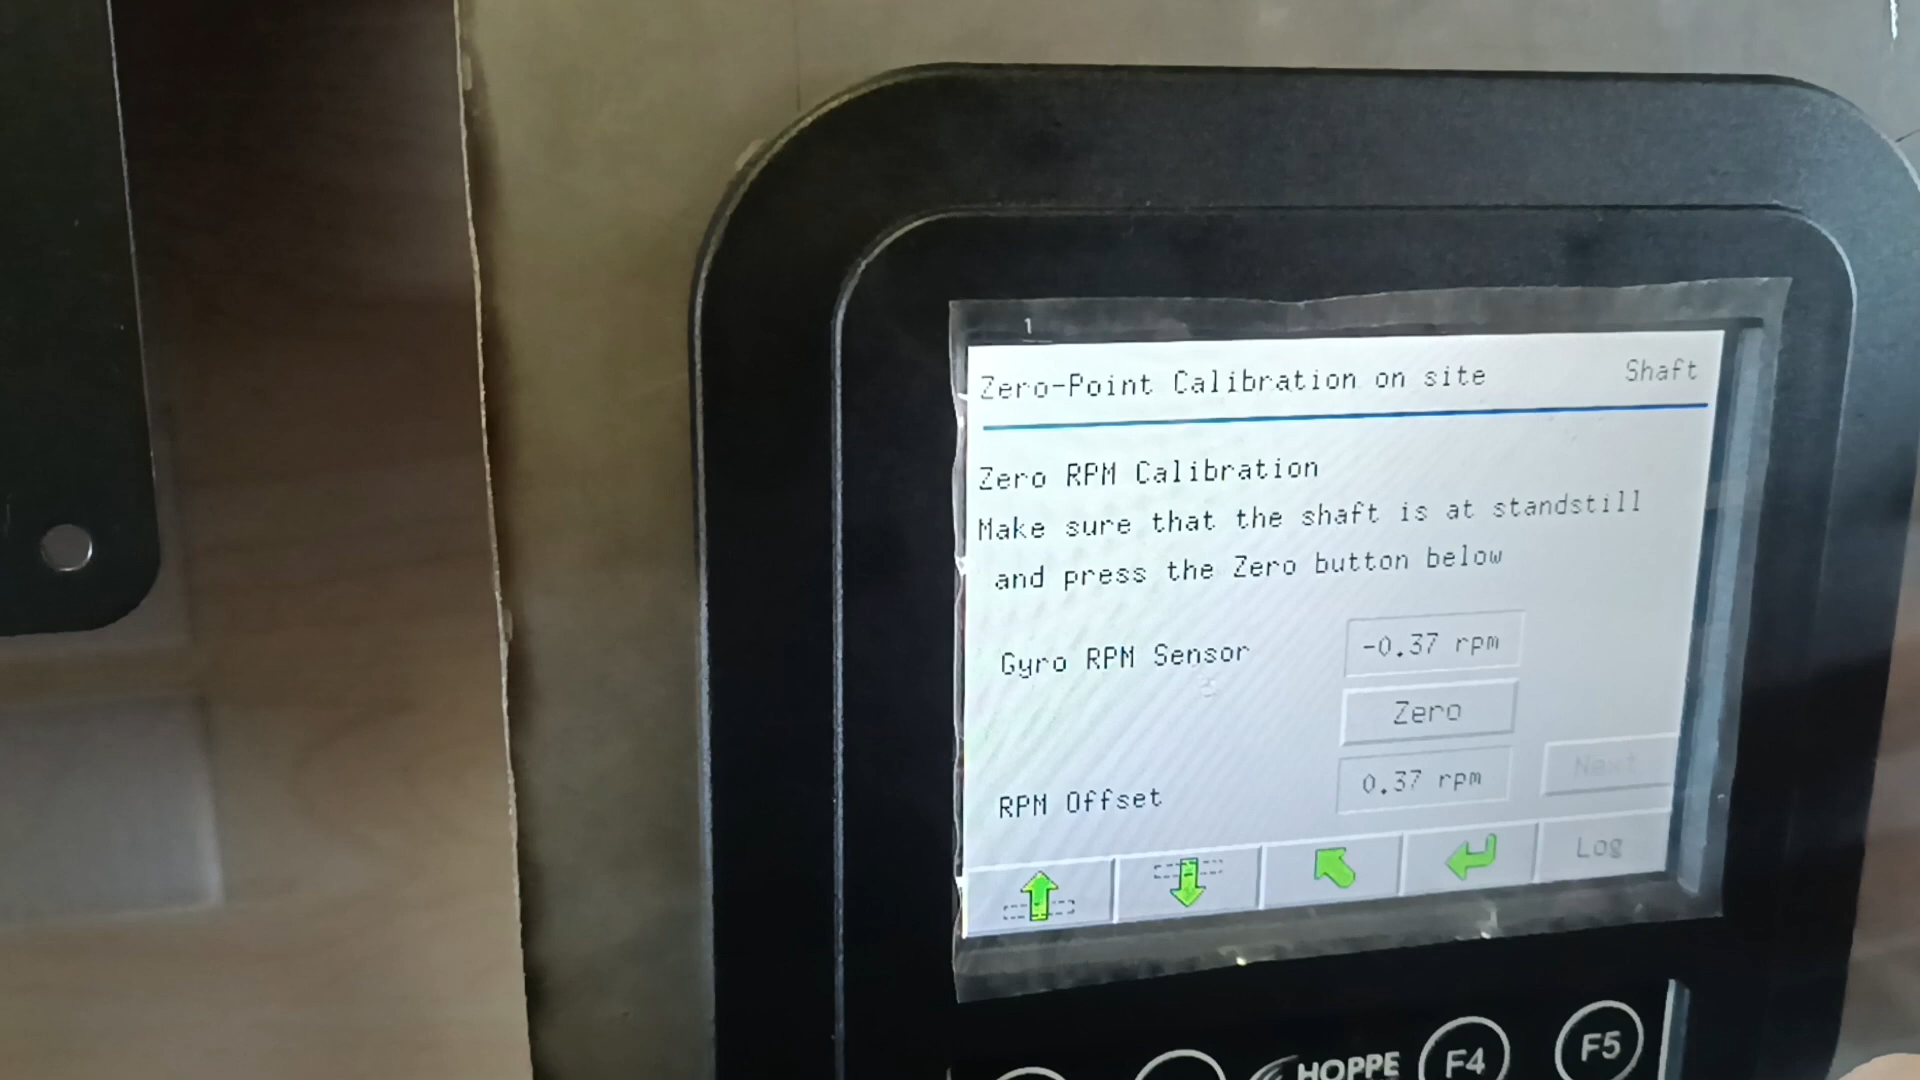 1
Zero-Point Calibration on site
Shaft
Zero RPM Calibration
Make sure that the shaft is at standstill
and press the Zero button below
Gyro RPM Sensor
-0.37 rpm
Zero
RPM Offset
0.37 rpm
Next
Log
HOPPE
F4
F5